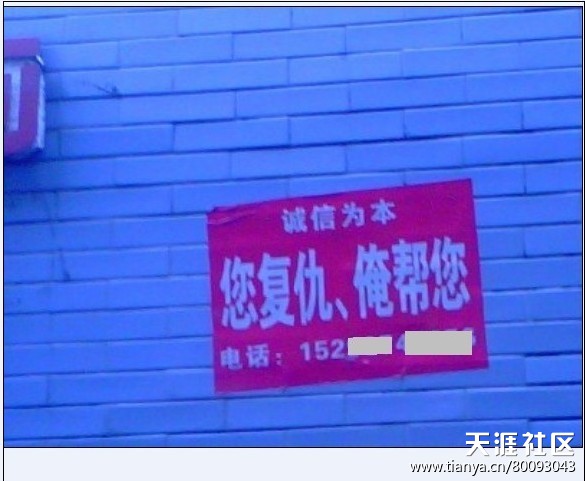 诚信为本
您复仇、俺帮您
电话：152
天涯社区
www.tianya.cn/80093043